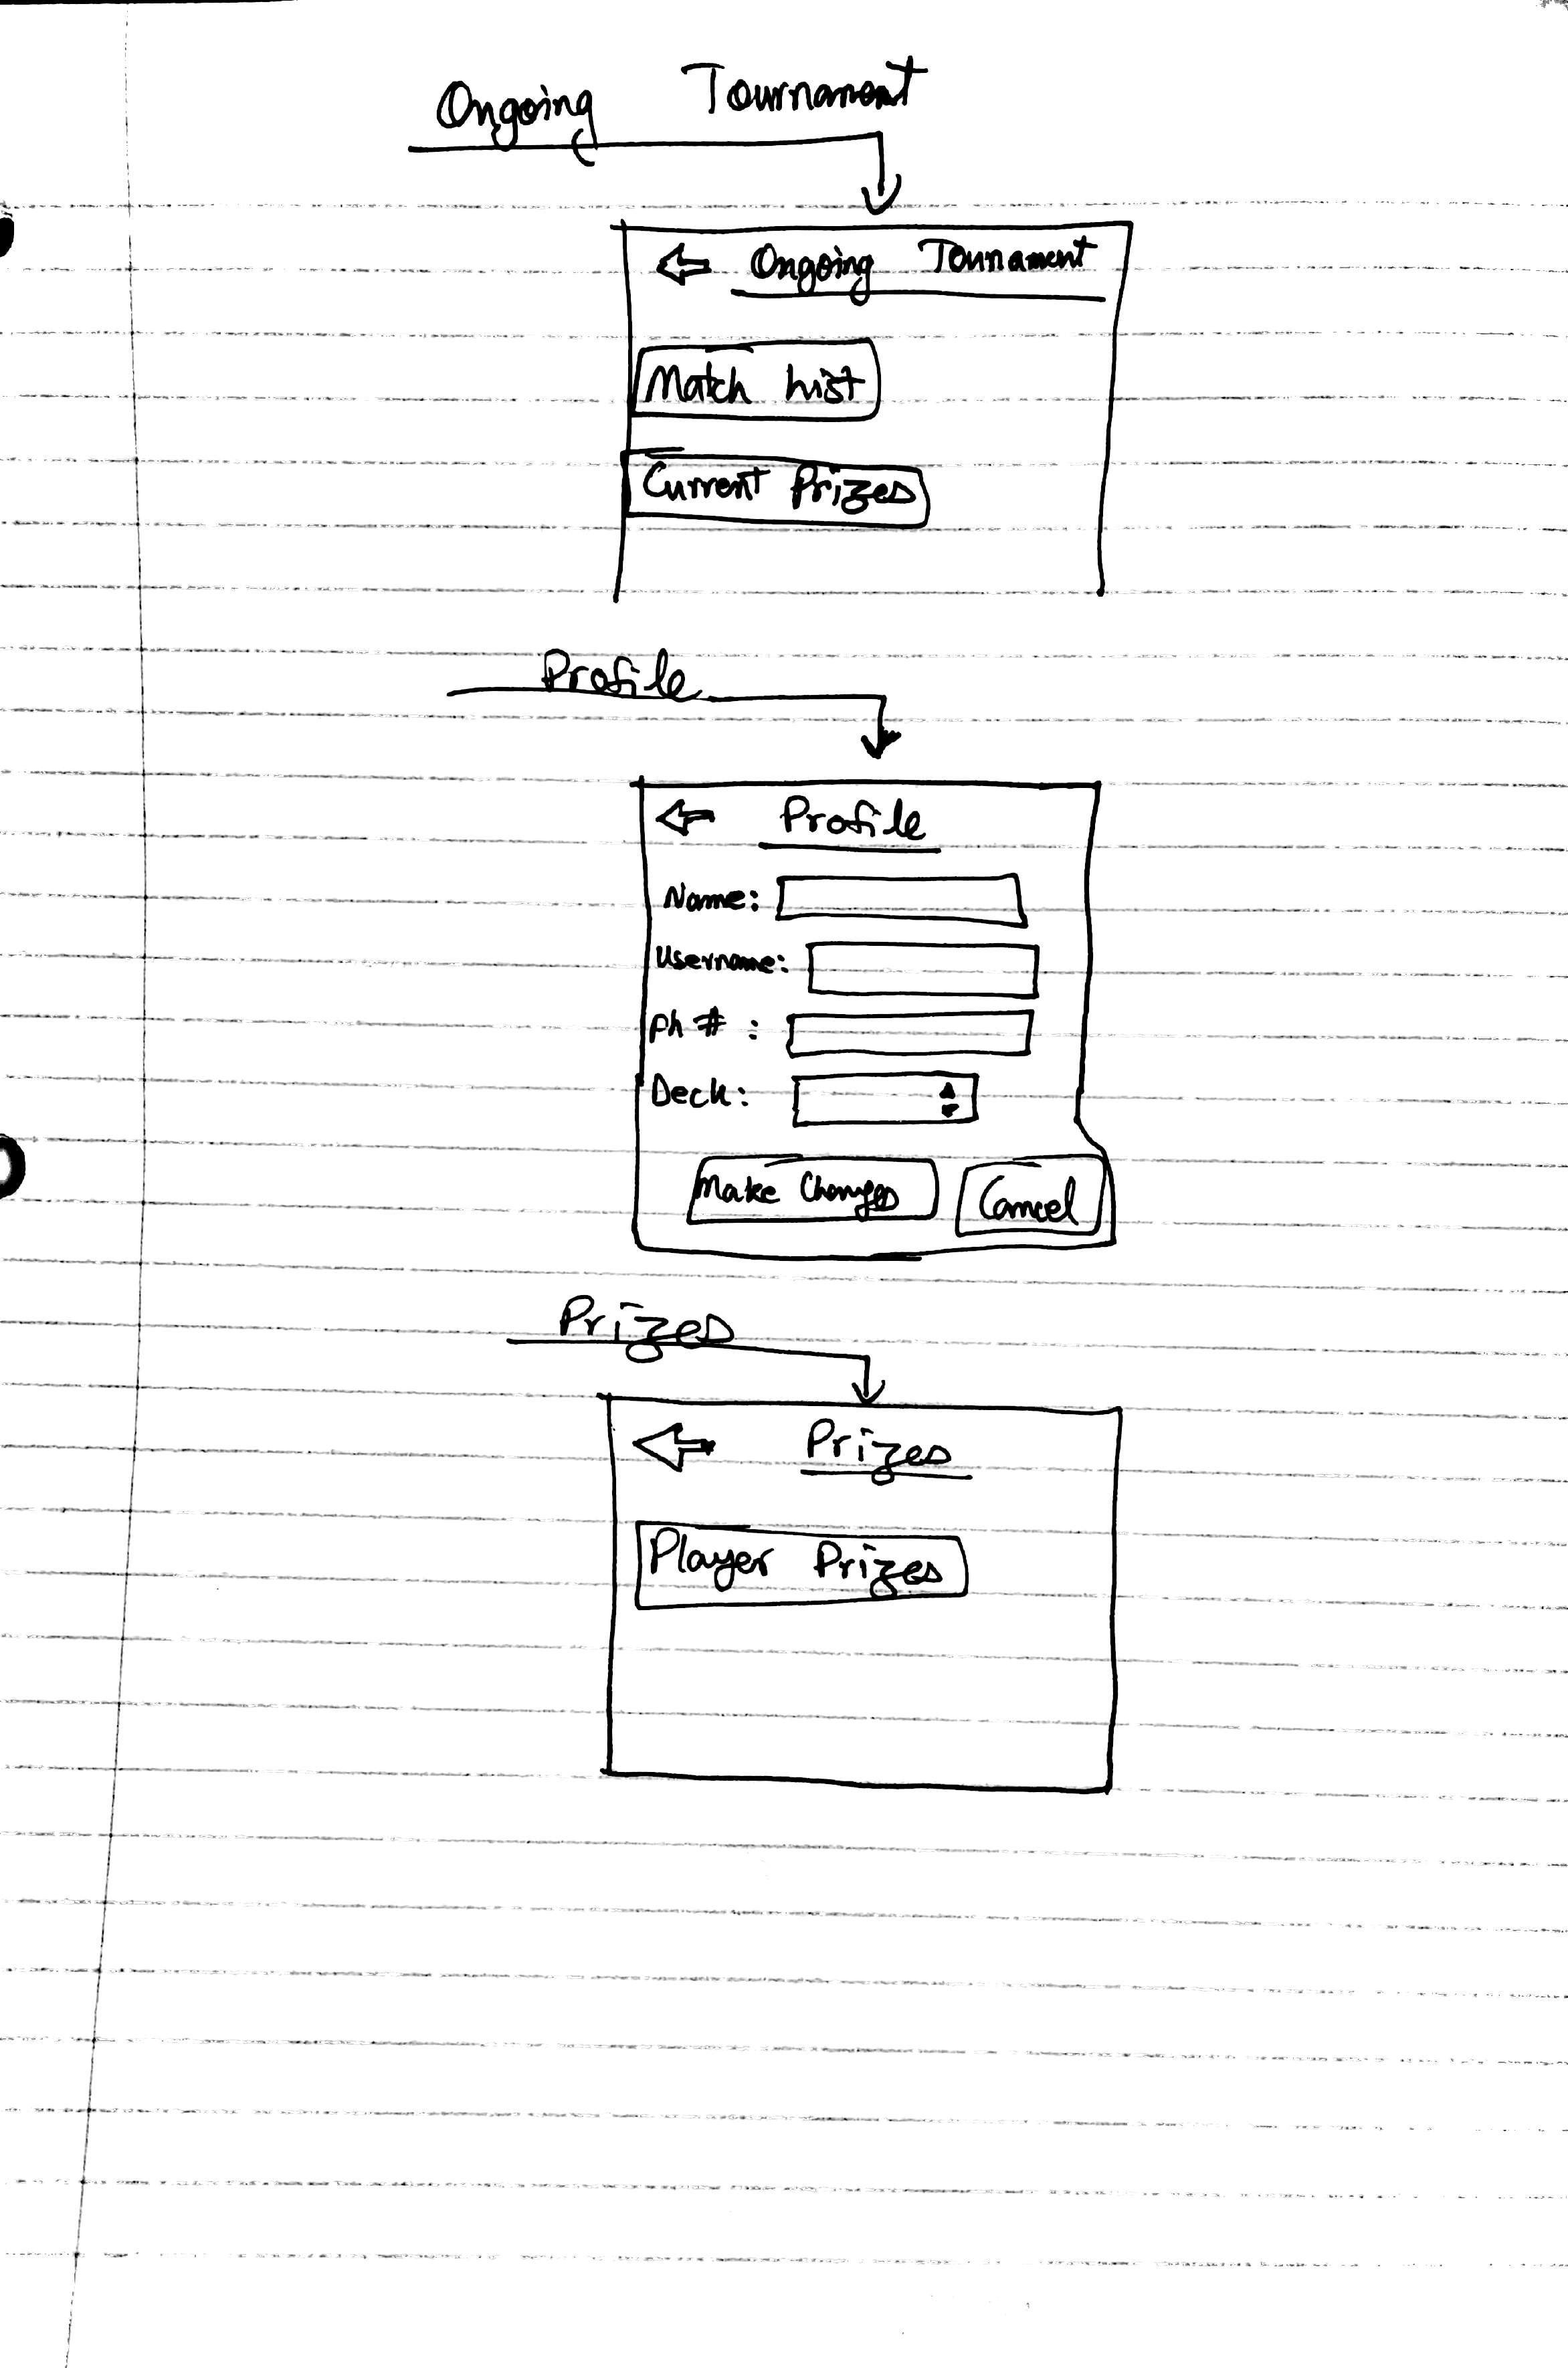 Ongoing Tournament
Ongoing Tounament
Match List
Current Prizes
Profile
Profile
Name:
Username:
Ph # :
Deck:
Make Changes Cancel
Prizes
Prizes
Player Prizes